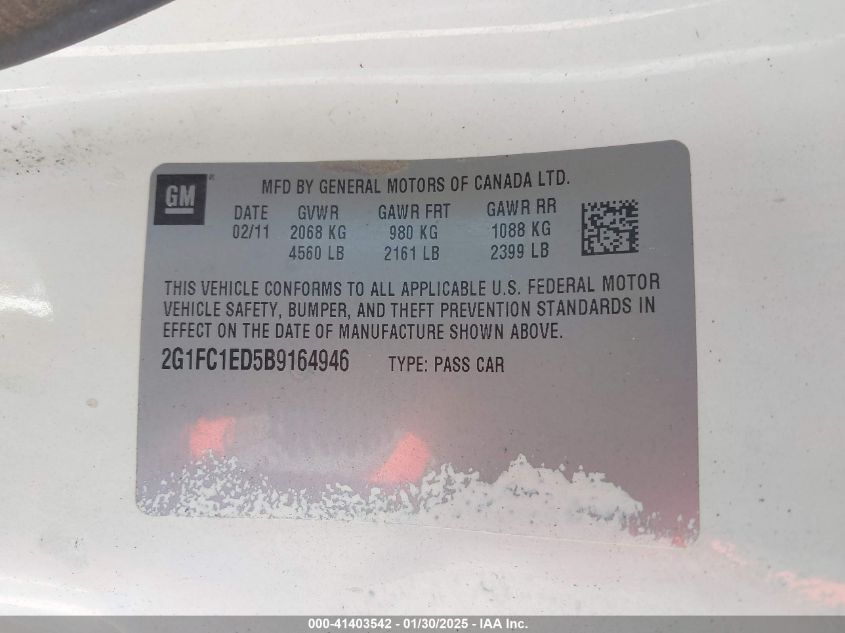 GM
MFD BY GENERAL MOTORS OF CANADA LTD.
DATE GVWR GAWR FRT GAWR RR
02/11 2068 KG 980 KG 1088 KG
4560 LB 2161 LB 2399 LB
THIS VEHICLE CONFORMS TO ALL APPLICABLE U.S. FEDERAL MOTOR
VEHICLE SAFETY, BUMPER, AND THEFT PREVENTION STANDARDS IN
EFFECT ON THE DATE OF MANUFACTURE SHOWN ABOVE.
2G1FC1ED5B9164946 TYPE: PASS CAR
000-41403542 - 01/30/2025 - IAA Inc.